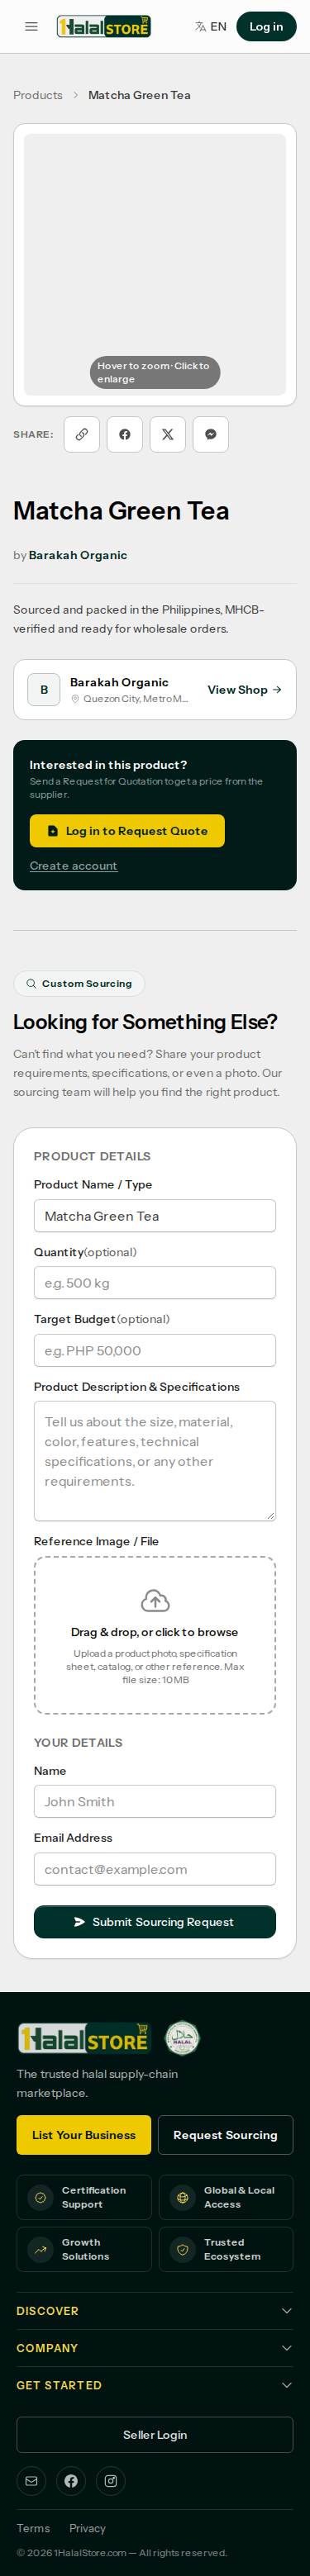 1HalalSTORE
EN
Log in
Products > Matcha Green Tea
Hover to zoom · Click to
enlarge
SHARE:
Matcha Green Tea
by Barakah Organic
Sourced and packed in the Philippines, MHCB-
verified and ready for wholesale orders.
B
Barakah Organic
Quezon City, Metro M...
View Shop →
Interested in this product?
Send a Request for Quotation to get a price from the
supplier.
Log in to Request Quote
Create account
Custom Sourcing
Looking for Something Else?
Can't find what you need? Share your product
requirements, specifications, or even a photo. Our
sourcing team will help you find the right product.
PRODUCT DETAILS
Product Name / Type
Matcha Green Tea
Quantity(optional)
e.g. 500 kg
Target Budget(optional)
e.g. PHP 50,000
Product Description & Specifications
Tell us about the size, material,
color, features, technical
specifications, or any other
requirements.
Reference Image / File
Drag & drop, or click to browse
Upload a product photo, specification
sheet, catalog, or other reference. Max
file size: 10MB
YOUR DETAILS
Name
John Smith
Email Address
contact@example.com
Submit Sourcing Request
1HalalSTORE
The trusted halal supply-chain
marketplace.
List Your Business
Request Sourcing
Certification
Support
Global & Local
Access
Growth
Solutions
Trusted
Ecosystem
DISCOVER
COMPANY
GET STARTED
Seller Login
Terms
Privacy
© 2026 1HalalStore.com — All rights reserved.